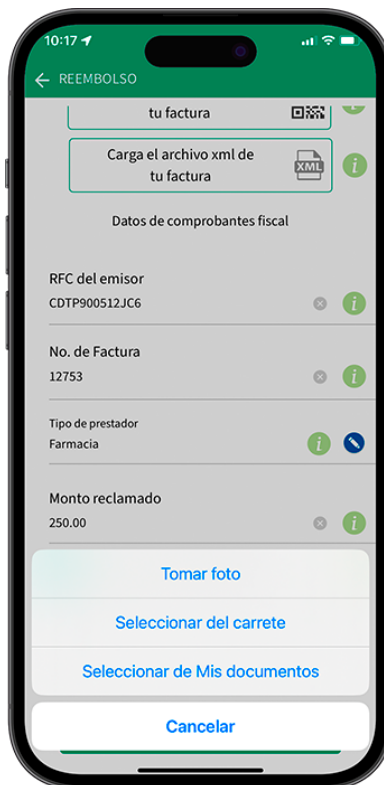 10:17
REEMBOLSO
tu factura
Carga el archivo xml de
tu factura
XML
Datos de comprobantes fiscal
RFC del emisor
CDTP900512JC6
No. de Factura
12753
Tipo de prestador
Farmacia
Monto reclamado
250.00
Tomar foto
Seleccionar del carrete
Seleccionar de Mis documentos
Cancelar